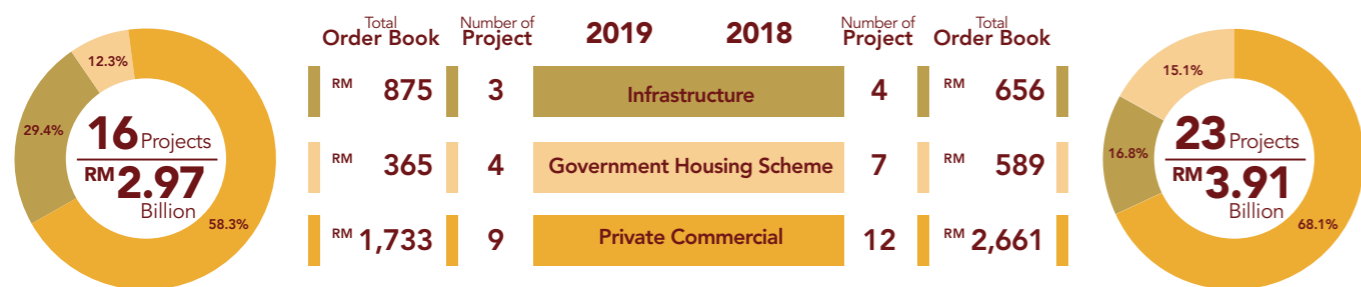 12.3%
29.4%
58.3%
16 Projects
RM 2.97
Billion
Total
Order Book
Number of
Project
2019
2018
Number of
Project
Total
Order Book
RM 875 3 Infrastructure 4 RM 656
RM 365 4 Government Housing Scheme 7 RM 589
RM 1,733 9 Private Commercial 12 RM 2,661
15.1%
16.8%
68.1%
23 Projects
RM 3.91
Billion